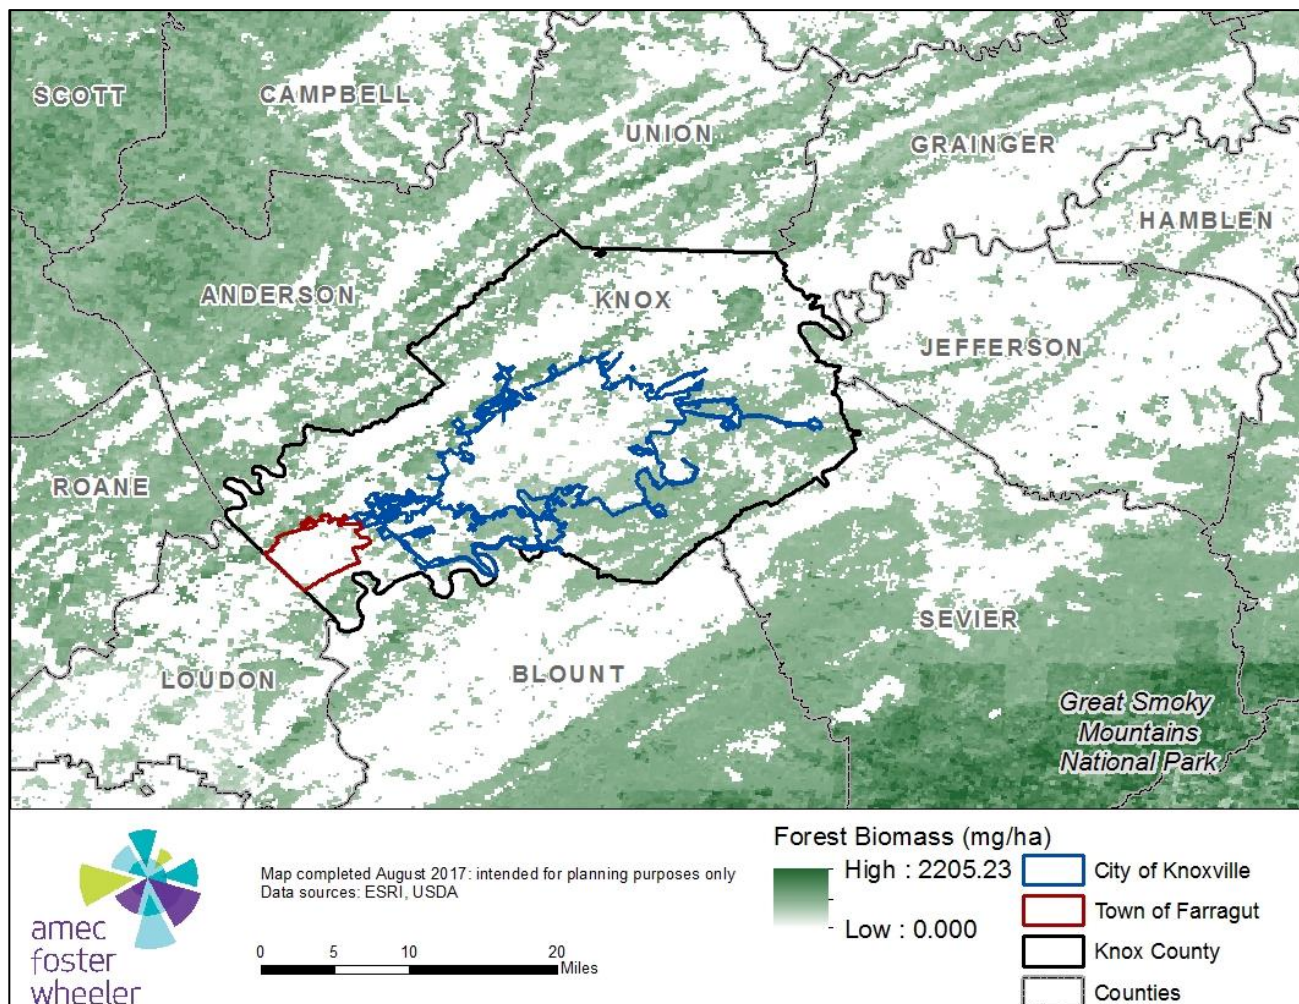 SCOTT
CAMPBELL
UNION
GRAINGER
HAMBLEN
ANDERSON
KNOX
JEFFERSON
ROANE
SEVIER
BLOUNT
LOUDON
Great Smoky
Mountains
National Park
amec
foster
wheeler
Map completed August 2017: intended for planning purposes only
Data sources: ESRI, USDA
0 5 10 20
Miles
Forest Biomass (mg/ha)
High : 2205.23
Low : 0.000
City of Knoxville
Town of Farragut
Knox County
Counties